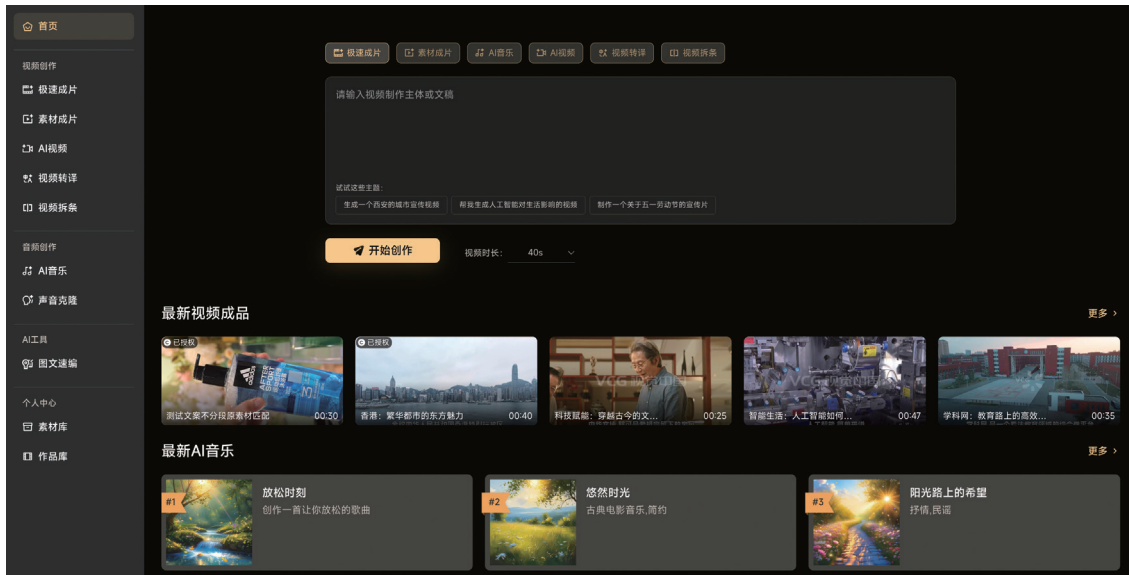 首页
视频创作
极速成片
素材成片
AI视频
视频转译
视频拆条
音频创作
AI音乐
声音克隆
AI工具
图文速编
个人中心
素材库
作品库
极速成片 素材成片 AI音乐 AI视频 视频转译 视频拆条
请输入视频制作主体或文稿
试试这些主题:
生成一个西安的城市宣传视频 帮我生成人工智能对生活影响的视频 制作一个关于五一劳动节的宣传片
开始创作 视频时长: 40s
最新视频成品 更多
已授权
adidas
AFTER SPORT
测试文案不分段原素材匹配 00:30
已授权
香港：繁华都市的东方魅力 00:40
VCG
科技赋能：穿越古今的文... 00:25
VCG
智能生活：人工智能如何... 00:47
学科网：教育路上的高效... 00:35
最新AI音乐 更多
#1
放松时刻
创作一首让你放松的歌曲
#2
悠然时光
古典电影音乐,简约
#3
阳光路上的希望
抒情,民谣